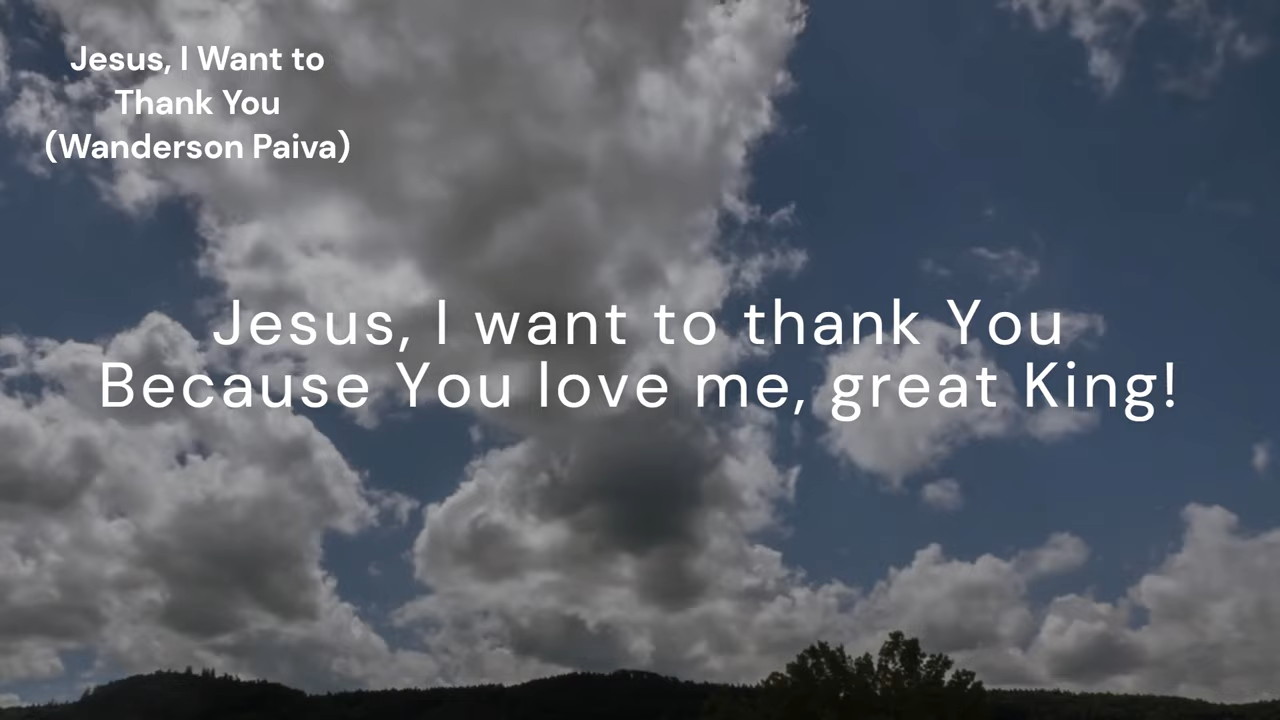 Jesus, I Want to
Thank You
(Wanderson Paiva)
Jesus, I want to thank You
Because You love me, great King!